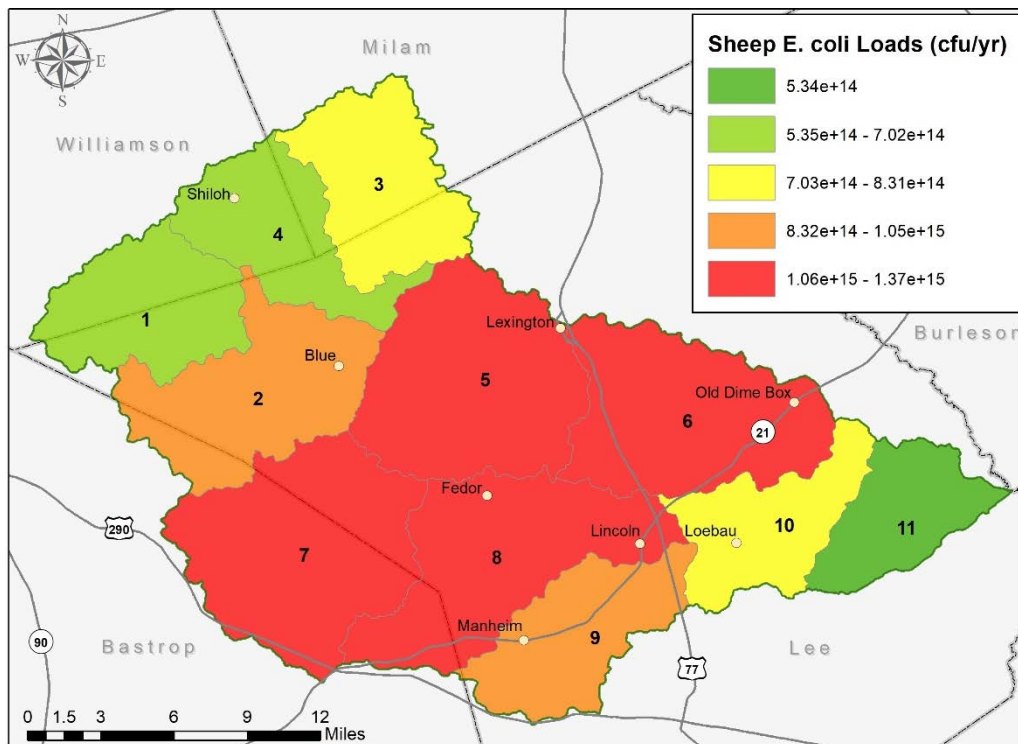 N
W E
S
Milam
Sheep E. coli Loads (cfu/yr)
5.34e+14
5.35e+14 - 7.02e+14
7.03e+14 - 8.31e+14
8.32e+14 - 1.05e+15
1.06e+15 - 1.37e+15
Williamson
Shiloh
3
4
1
Lexington
Burleson
Blue
2
5
6
Old Dime Box
21
Fedor
290
Lincoln
Loebau
10
11
7
8
Manheim
9
90
Bastrop
77
Lee
0 1.5 3 6 9 12
Miles